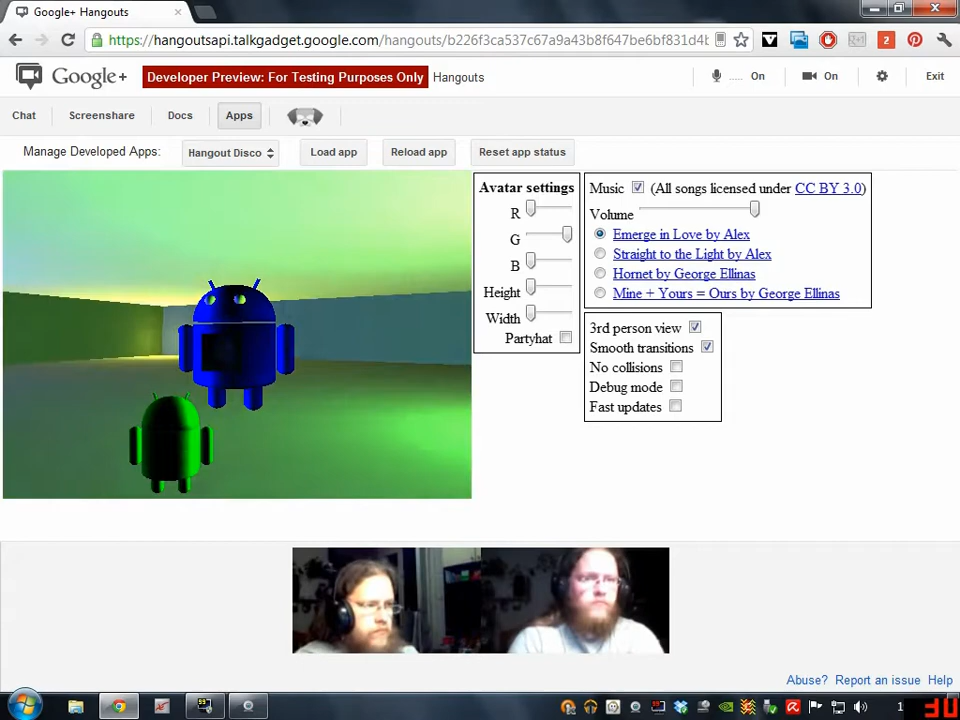 Google+ Hangouts
https://hangoutsapi.talkgadget.google.com/hangouts/b226f3ca537c67a9a43b8f647be6bf831d4b
2
Google+
Developer Preview: For Testing Purposes Only
Hangouts
On
On
Exit
Chat
Screenshare
Docs
Apps
Manage Developed Apps:
Hangout Disco
Load app
Reload app
Reset app status
Avatar settings
R
G
B
Height
Width
Partyhat
Music (All songs licensed under CC BY 3.0)
Volume
Emerge in Love by Alex
Straight to the Light by Alex
Hornet by George Ellinas
Mine + Yours = Ours by George Ellinas
3rd person view
Smooth transitions
No collisions
Debug mode
Fast updates
Abuse? Report an issue Help
30